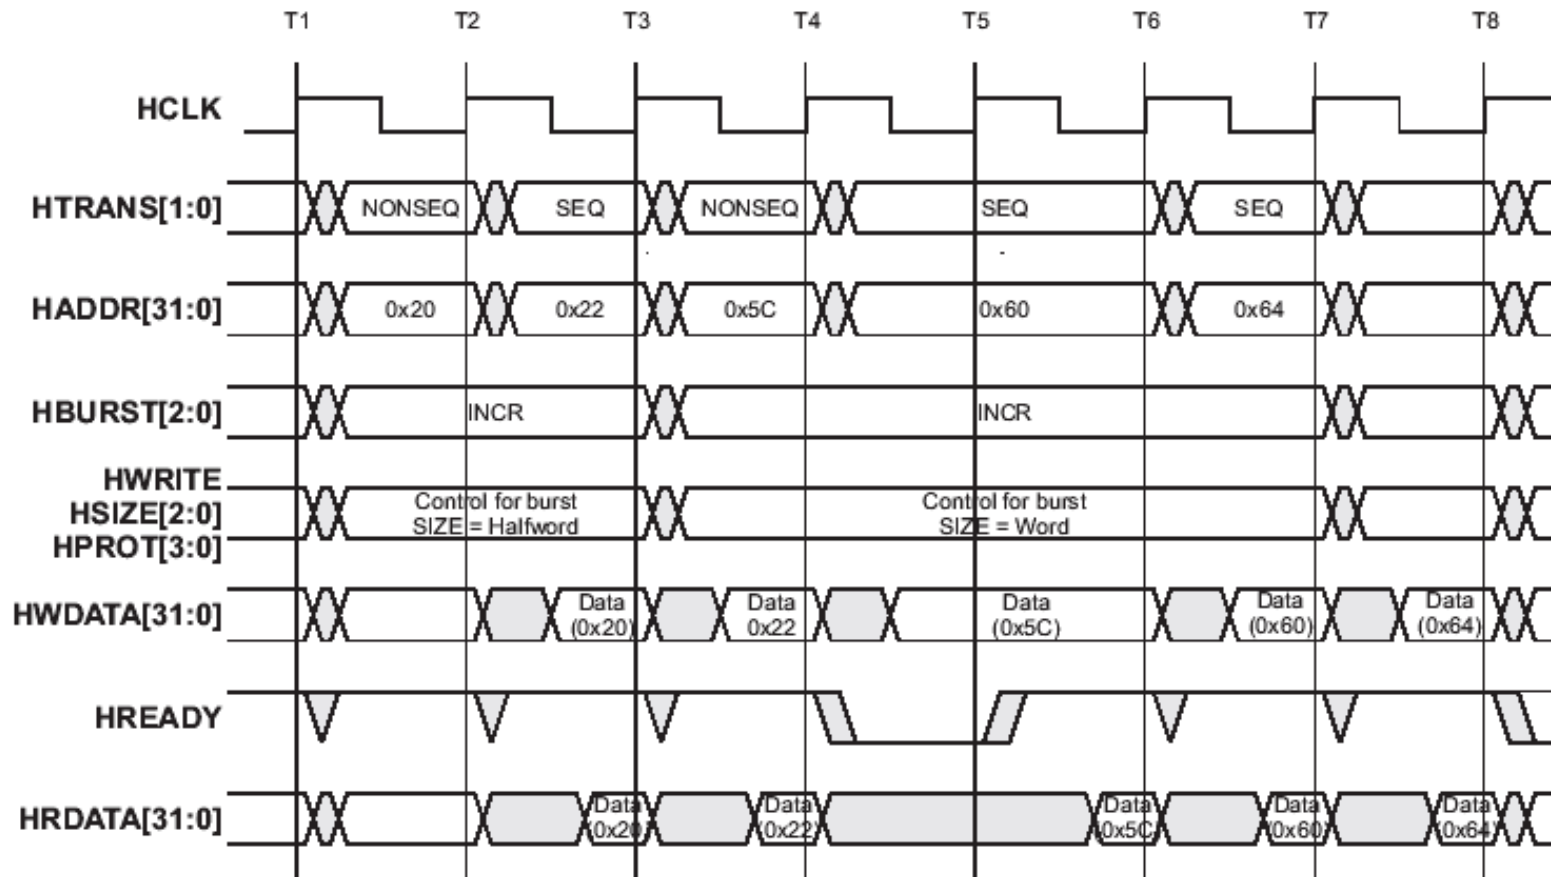 T1 T2 T3 T4 T5 T6 T7 T8
HCLK
HTRANS[1:0] NONSEQ SEQ NONSEQ SEQ SEQ
HADDR[31:0] 0x20 0x22 0x5C 0x60 0x64
HBURST[2:0] INCR INCR
HWRITE
HSIZE[2:0]
HPROT[3:0]
Control for burst
SIZE = Halfword
Control for burst
SIZE = Word
HWDATA[31:0]
Data
(0x20)
Data
0x22
Data
(0x5C)
Data
(0x60)
Data
(0x64)
HREADY
HRDATA[31:0]
Data
(0x20)
Data
(0x22)
Data
(0x5C)
Data
(0x60)
Data
(0x64)